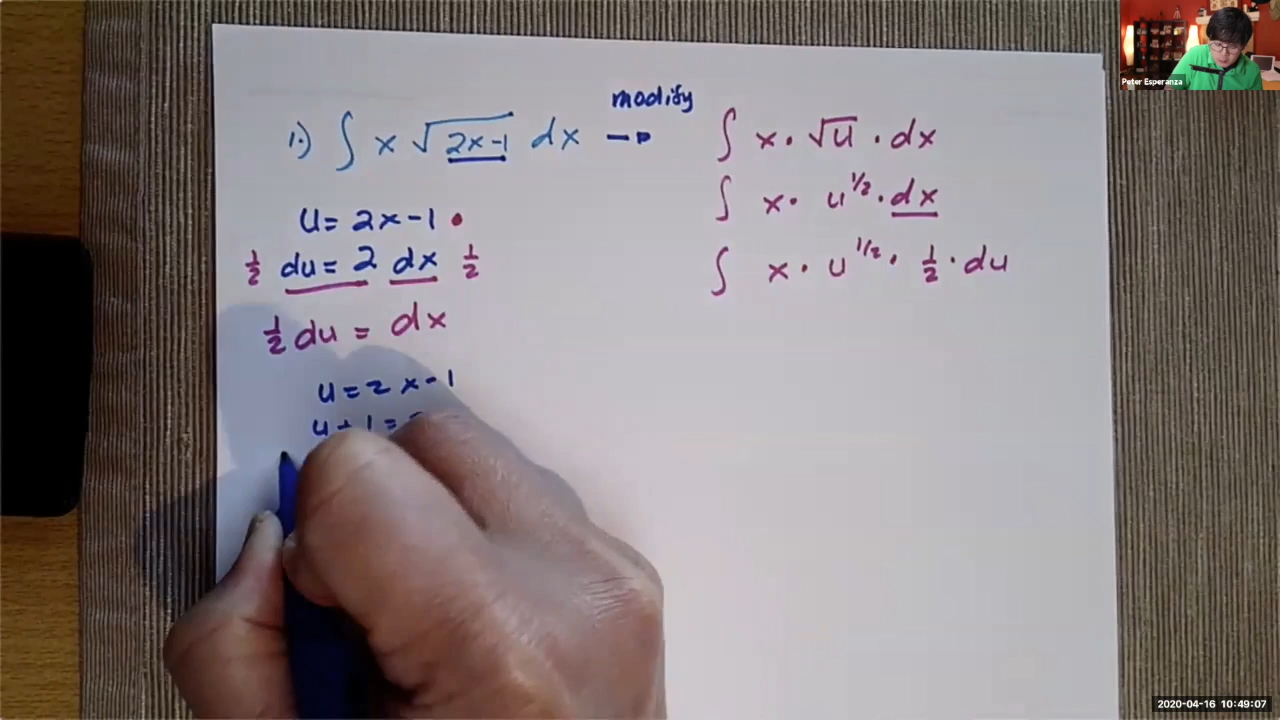 1.) ∫ x √2x-1 dx →
modify
u = 2x-1 •
½ du = 2 dx ½
½ du = dx
u = 2x-1
u+1 =
∫ x • √u • dx
∫ x • u^1/2 • dx
∫ x • u^1/2 • ½ • du
Peter Esperanza
2020-04-16 10:49:07